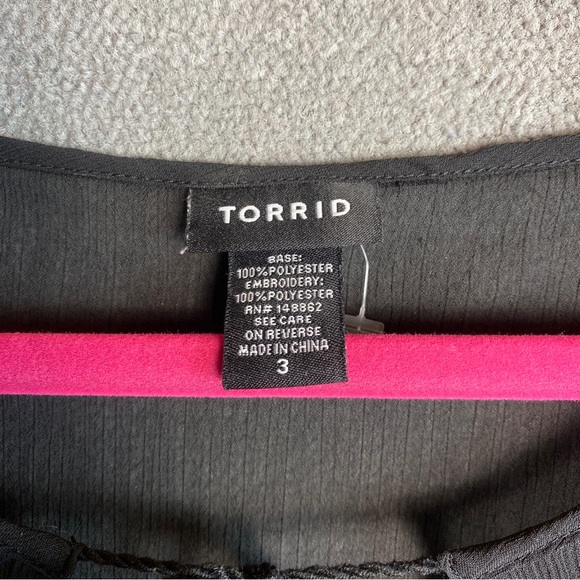 TORRID
BASE:
100%POLYESTER
EMBROIDERY:
100%POLYESTER
RN# 148862
SEE CARE
ON REVERSE
MADE IN CHINA
3